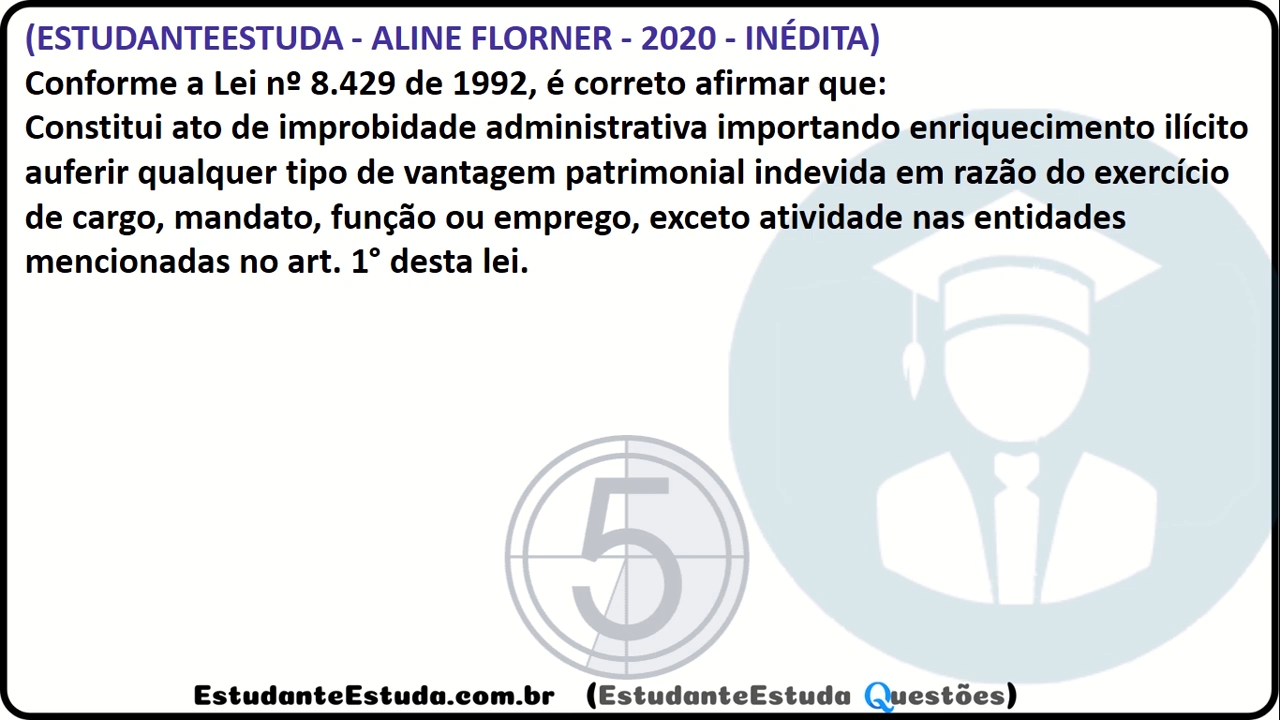 (ESTUDANTEESTUDA - ALINE FLORNER - 2020 - INÉDITA)
Conforme a Lei nº 8.429 de 1992, é correto afirmar que:
Constitui ato de improbidade administrativa importando enriquecimento ilícito
auferir qualquer tipo de vantagem patrimonial indevida em razão do exercício
de cargo, mandato, função ou emprego, exceto atividade nas entidades
mencionadas no art. 1° desta lei.
5
EstudanteEstuda.com.br (EstudanteEstuda Questões)